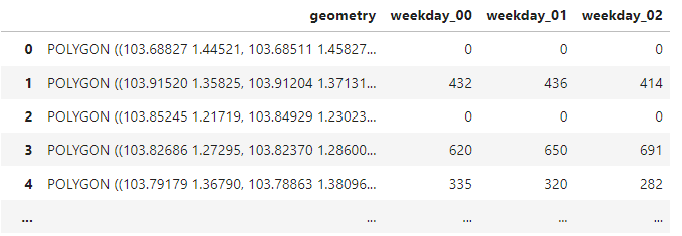 geometry weekday_00 weekday_01 weekday_02
0 POLYGON ((103.68827 1.44521, 103.68511 1.45827... 0 0 0
1 POLYGON ((103.91520 1.35825, 103.91204 1.37131... 432 436 414
2 POLYGON ((103.85245 1.21719, 103.84929 1.23023... 0 0 0
3 POLYGON ((103.82686 1.27295, 103.82370 1.28600... 620 650 691
4 POLYGON ((103.79179 1.36790, 103.78863 1.38096... 335 320 282
... ... ... ... ...